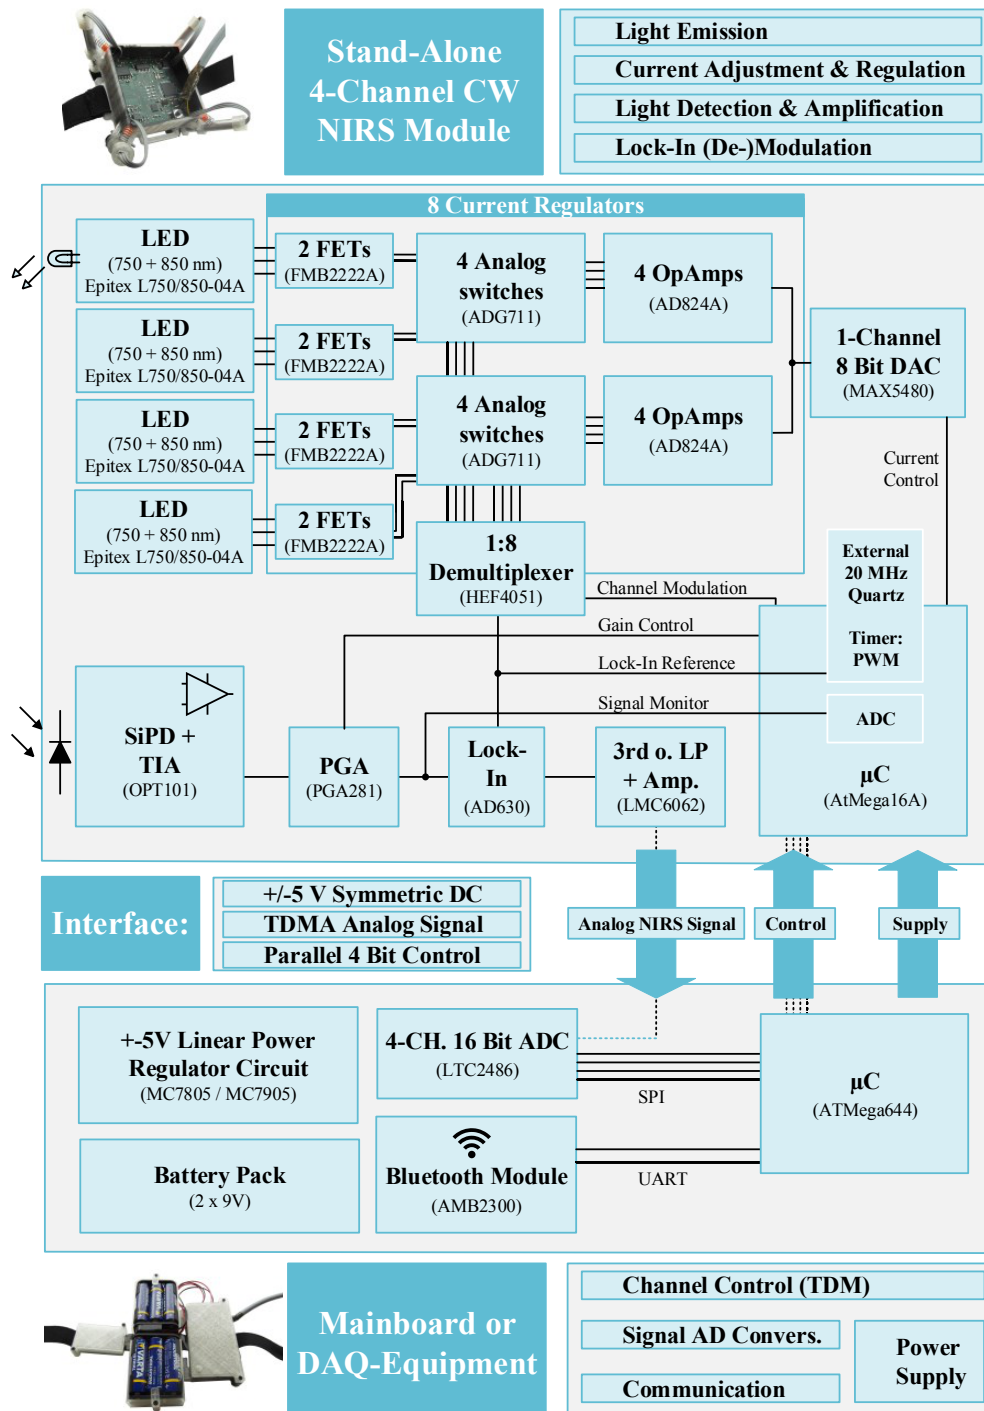 Stand-Alone
4-Channel CW
NIRS Module
Light Emission
Current Adjustment & Regulation
Light Detection & Amplification
Lock-In (De-)Modulation
8 Current Regulators
LED
(750 + 850 nm)
Epitex L750/850-04A
2 FETs
(FMB2222A)
4 Analog
switches
(ADG711)
4 OpAmps
(AD824A)
LED
(750 + 850 nm)
Epitex L750/850-04A
2 FETs
(FMB2222A)
1-Channel
8 Bit DAC
(MAX5480)
LED
(750 + 850 nm)
Epitex L750/850-04A
2 FETs
(FMB2222A)
4 Analog
switches
(ADG711)
4 OpAmps
(AD824A)
Current
Control
LED
(750 + 850 nm)
Epitex L750/850-04A
2 FETs
(FMB2222A)
1:8
Demultiplexer
(HEF4051)
External
20 MHz
Quartz
Timer:
PWM
Channel Modulation
Gain Control
Lock-In Reference
Signal Monitor
ADC
SiPD +
TIA
(OPT101)
PGA
(PGA281)
Lock-
In
(AD630)
3rd o. LP
+ Amp.
(LMC6062)
µC
(AtMega16A)
Interface:
+/-5 V Symmetric DC
TDMA Analog Signal
Parallel 4 Bit Control
Analog NIRS Signal
Control
Supply
+-5V Linear Power
Regulator Circuit
(MC7805 / MC7905)
4-CH. 16 Bit ADC
(LTC2486)
SPI
µC
(ATMega644)
Battery Pack
(2 x 9V)
Bluetooth Module
(AMB2300)
UART
VARTA
Mainboard or
DAQ-Equipment
Channel Control (TDM)
Signal AD Convers.
Communication
Power
Supply